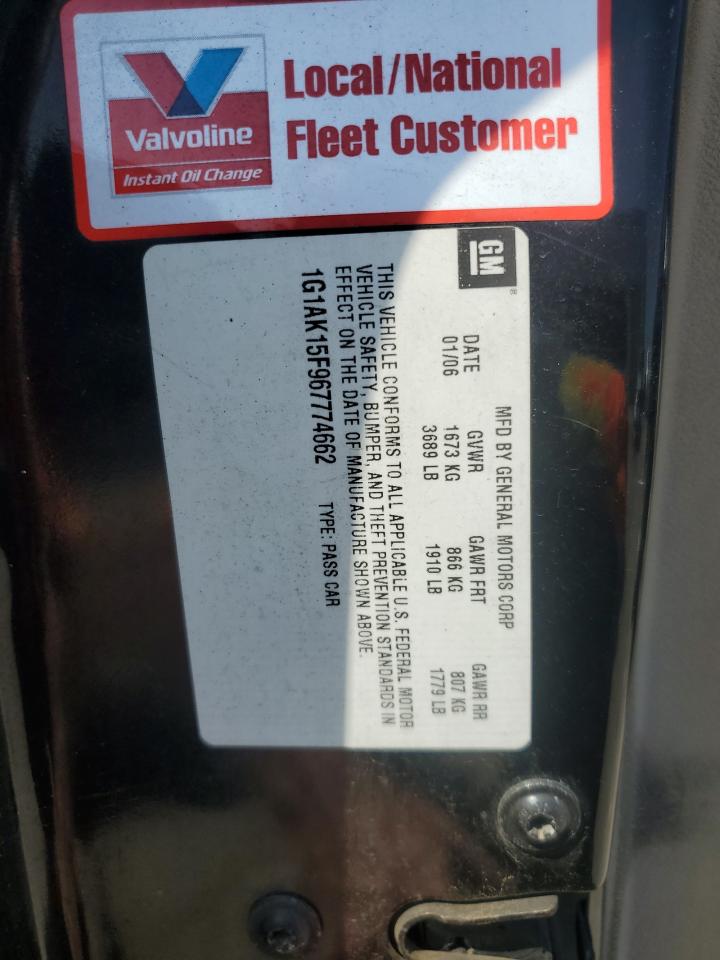 Valvoline
Instant Oil Change
Local/National
Fleet Customer
GM
MFD BY GENERAL MOTORS CORP
DATE GVWR GAWR FRT GAWR RR
01/06 1673 KG 866 KG 807 KG
3689 LB 1910 LB 1779 LB
THIS VEHICLE CONFORMS TO ALL APPLICABLE U.S. FEDERAL MOTOR
VEHICLE SAFETY, BUMPER, AND THEFT PREVENTION STANDARDS IN
EFFECT ON THE DATE OF MANUFACTURE SHOWN ABOVE.
1G1AK15F967774662 TYPE: PASS CAR